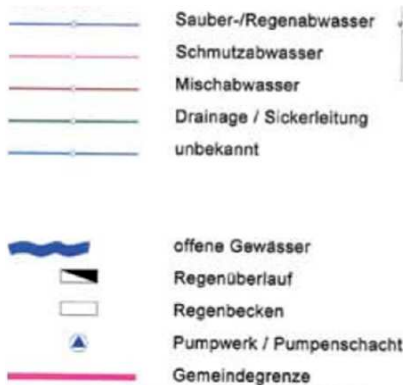 Sauber-/Regenabwasser
Schmutzabwasser
Mischabwasser
Drainage / Sickerleitung
unbekannt
offene Gewässer
Regenüberlauf
Regenbecken
Pumpwerk / Pumpenschacht
Gemeindegrenze